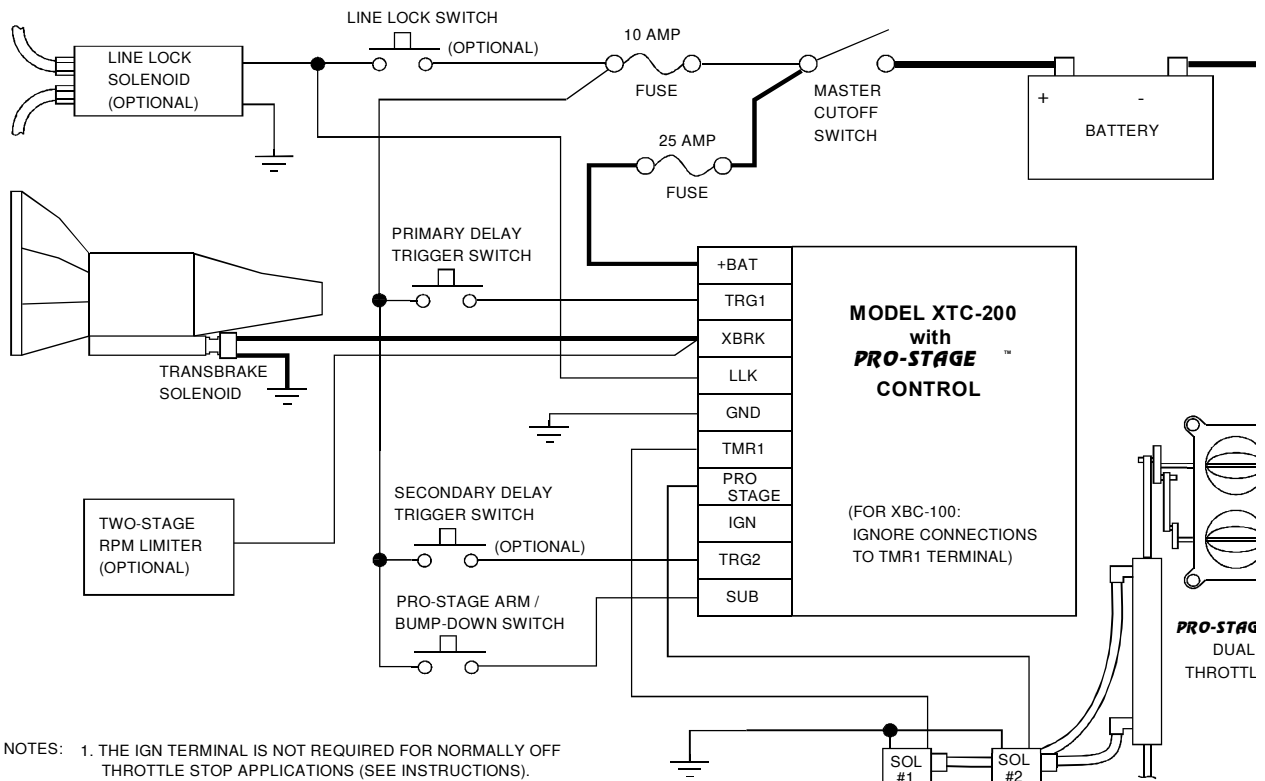 LINE LOCK SWITCH
(OPTIONAL)
10 AMP
FUSE
LINE LOCK
SOLENOID
(OPTIONAL)
MASTER
CUTOFF
SWITCH
+ -
BATTERY
25 AMP
FUSE
PRIMARY DELAY
TRIGGER SWITCH
TRANSBRAKE
SOLENOID
+BAT
TRG1
XBRK
LLK
GND
TMR1
PRO
STAGE
IGN
TRG2
SUB
MODEL XTC-200
with
PRO-STAGE ™
CONTROL
(FOR XBC-100:
IGNORE CONNECTIONS
TO TMR1 TERMINAL)
TWO-STAGE
RPM LIMITER
(OPTIONAL)
SECONDARY DELAY
TRIGGER SWITCH
(OPTIONAL)
PRO-STAGE ARM /
BUMP-DOWN SWITCH
PRO-STAG
DUAL
THROTTL
SOL
#1
SOL
#2
NOTES: 1. THE IGN TERMINAL IS NOT REQUIRED FOR NORMALLY OFF
THROTTLE STOP APPLICATIONS (SEE INSTRUCTIONS).